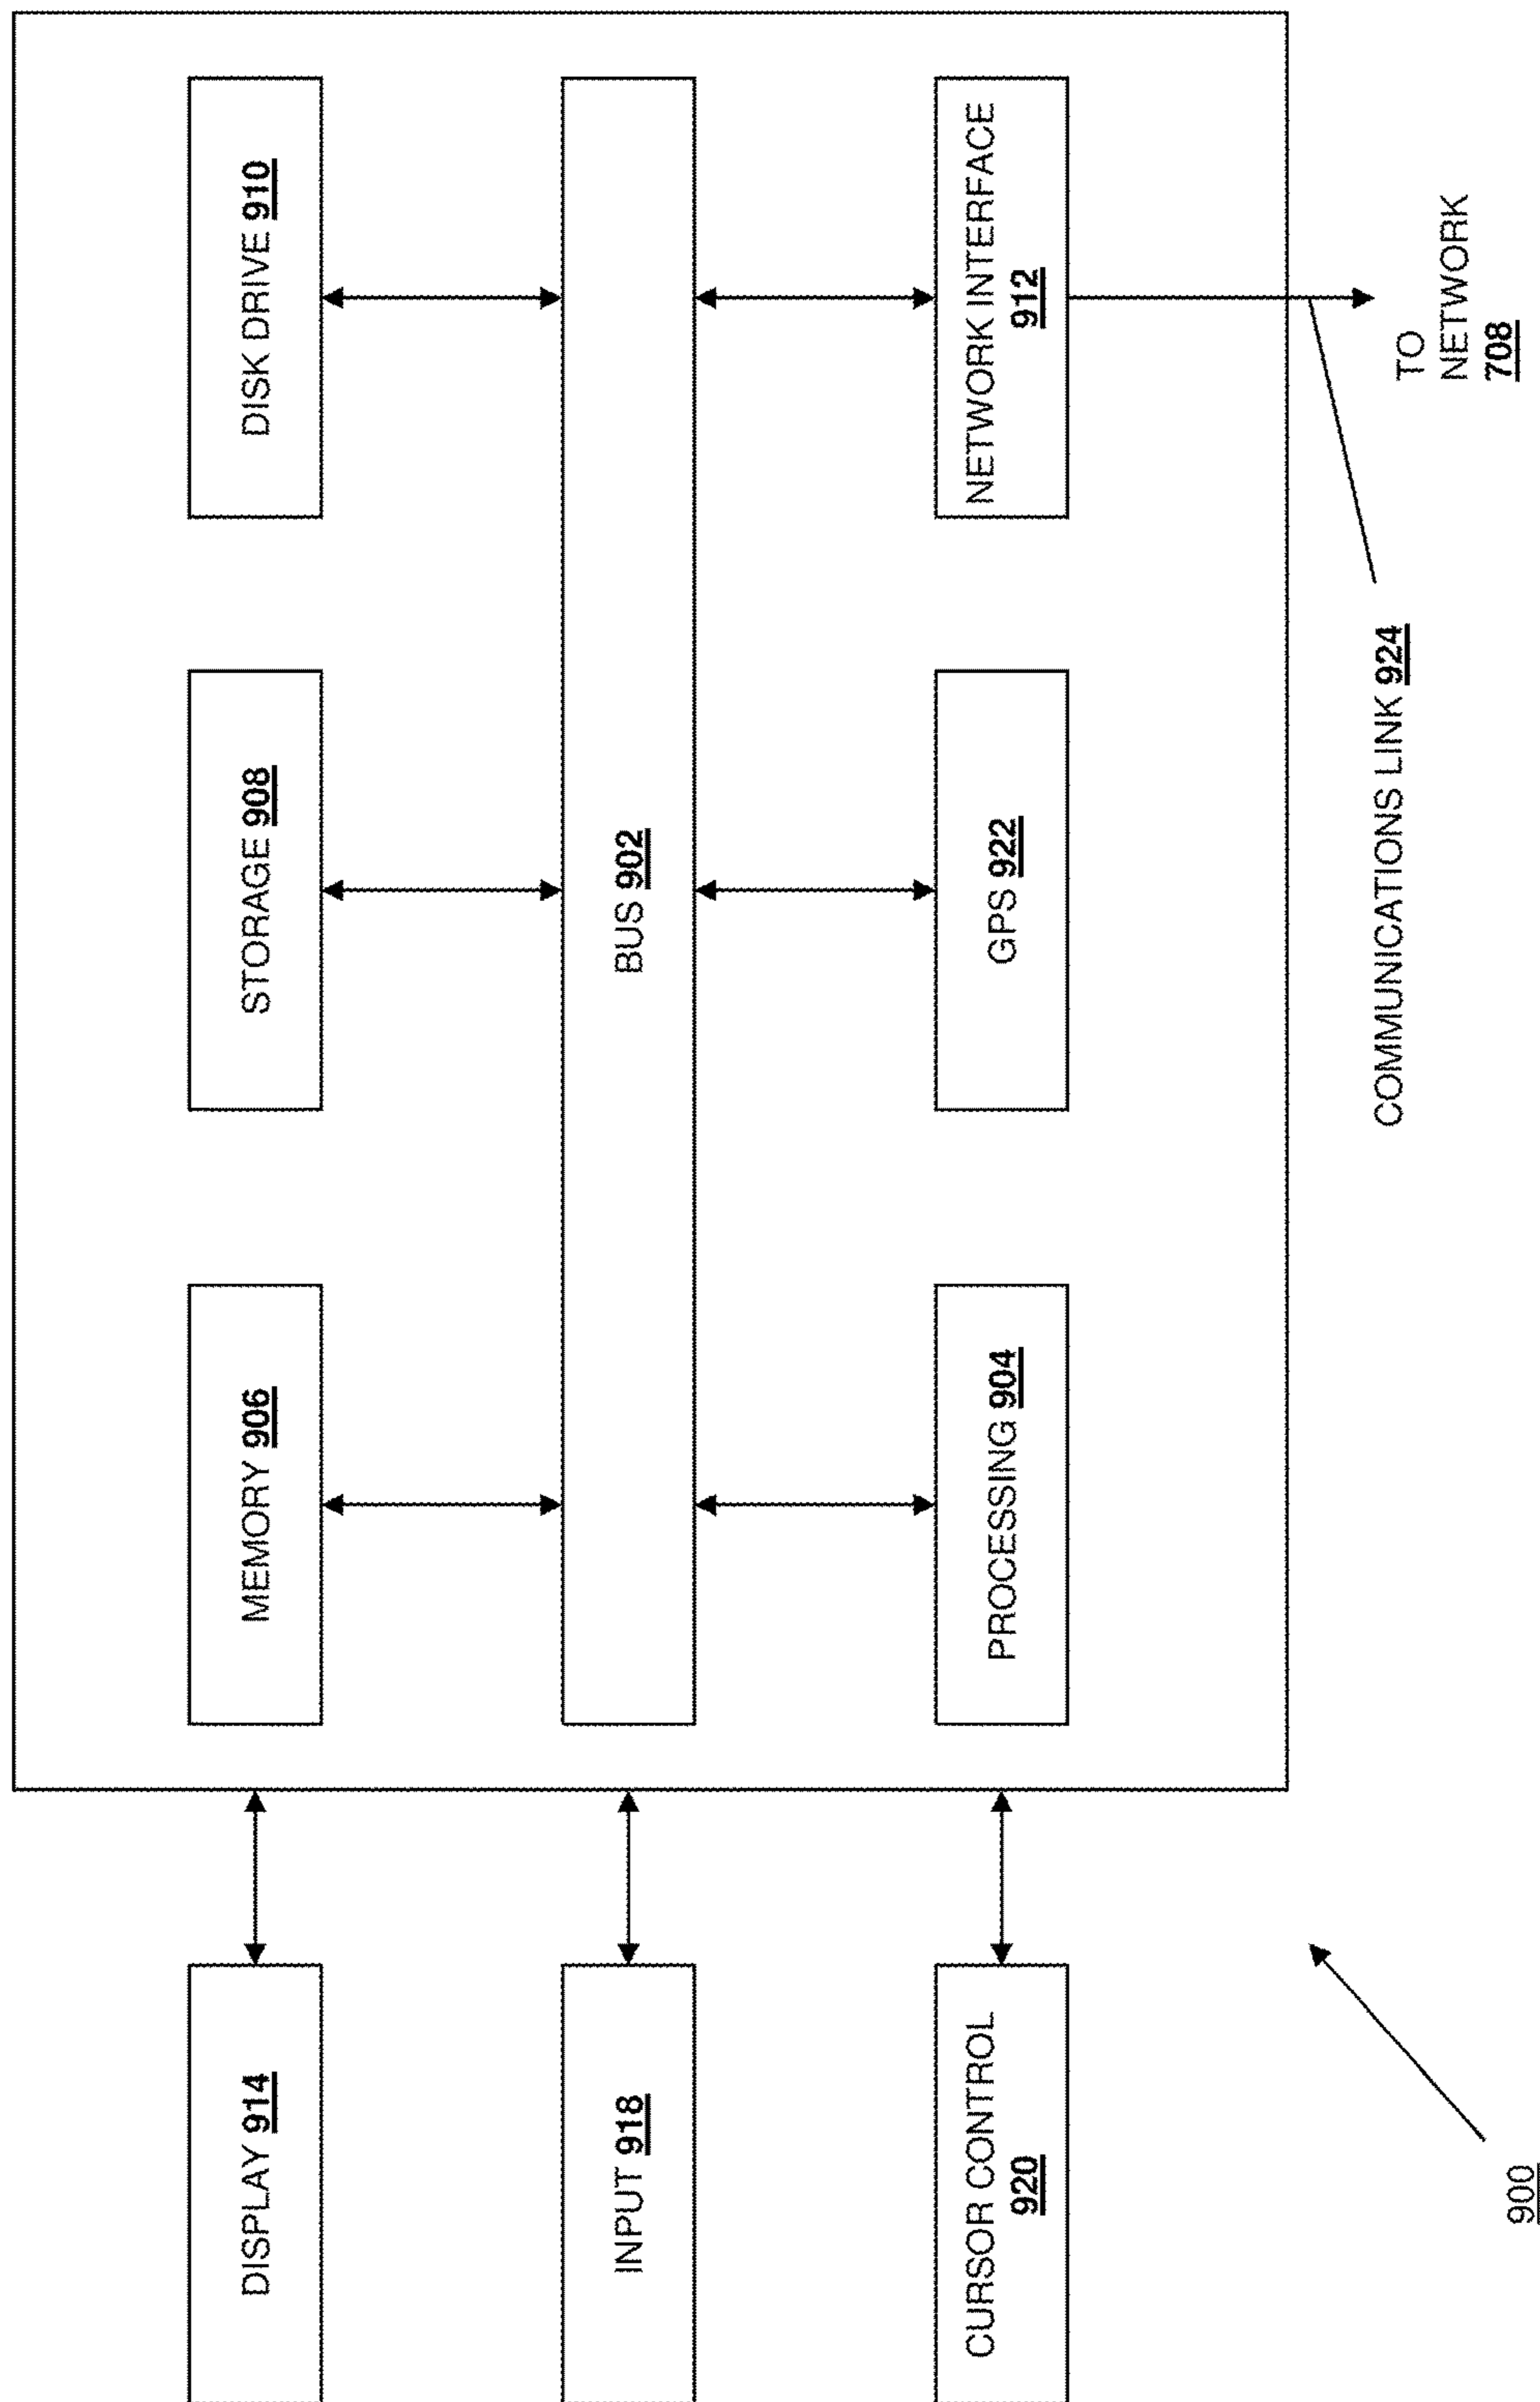 DISPLAY 914
MEMORY 906
STORAGE 908
DISK DRIVE 910
INPUT 918
BUS 902
CURSOR CONTROL
920
PROCESSING 904
GPS 922
NETWORK INTERFACE
912
COMMUNICATIONS LINK 924
TO
NETWORK
708
900